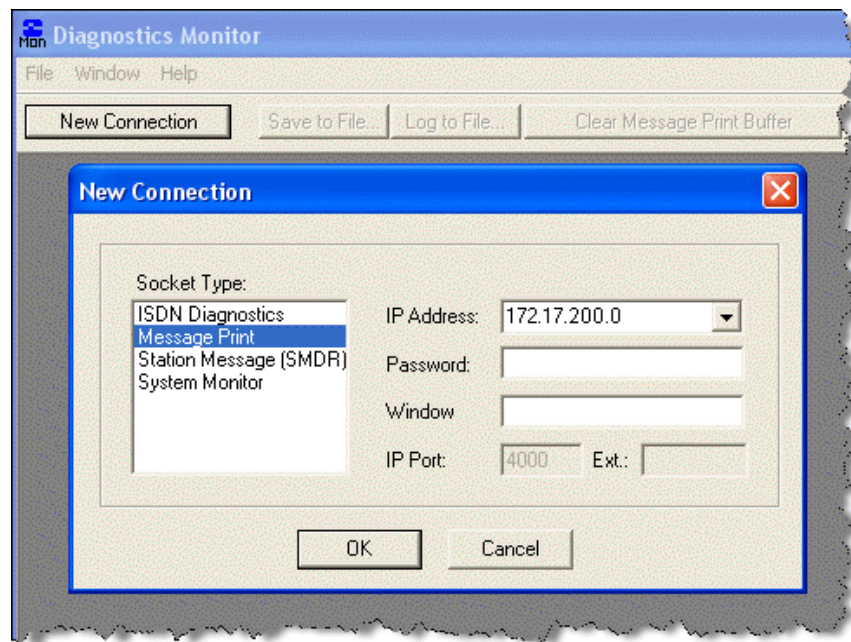 Mon Diagnostics Monitor
File Window Help
New Connection Save to File... Log to File... Clear Message Print Buffer
New Connection
Socket Type:
ISDN Diagnostics
Message Print
Station Message (SMDR)
System Monitor
IP Address: 172.17.200.0
Password:
Window
IP Port: 4000 Ext.:
OK Cancel